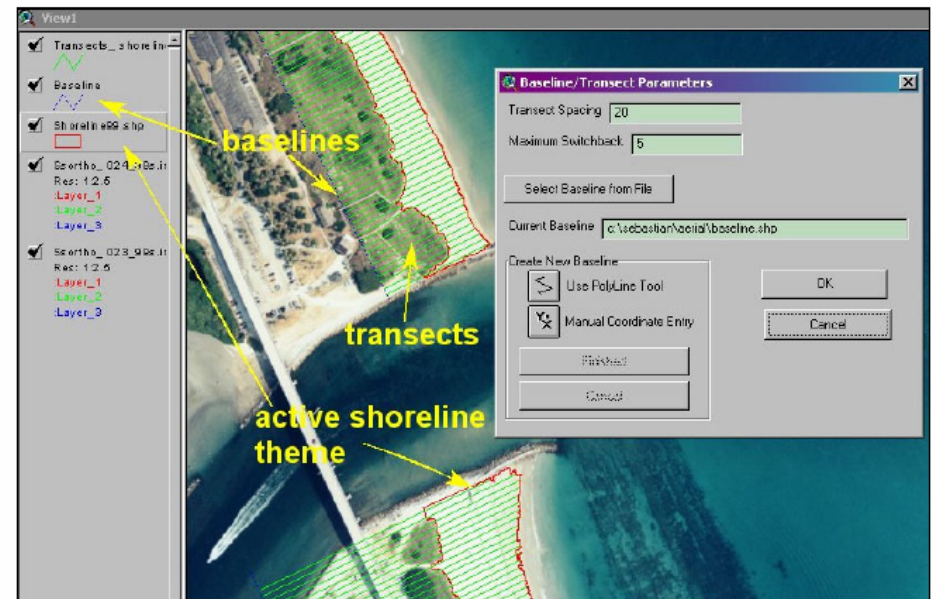 View1
Transects_shorelin
Baseline
Shoreline99.shp
Res: 1:2.5
:Layer_1
:Layer_2
:Layer_3
Res: 1:2.5
:Layer_1
:Layer_2
:Layer_3
baselines
transects
active shoreline
theme
Baseline/Transect Parameters
Transect Spacing 20
Maximum Switchback 5
Select Baseline from File
Current Baseline c:\sebastian\aerial\baseline.shp
Create New Baseline
Use PolyLine Tool
Manual Coordinate Entry
Finished
Cancel
OK
Cancel